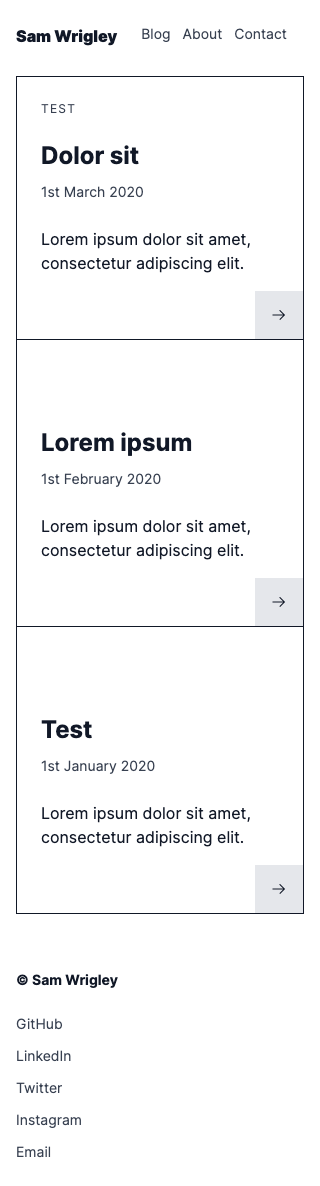 Sam Wrigley Blog About Contact
TEST
Dolor sit
1st March 2020
Lorem ipsum dolor sit amet,
consectetur adipiscing elit.
→
Lorem ipsum
1st February 2020
Lorem ipsum dolor sit amet,
consectetur adipiscing elit.
→
Test
1st January 2020
Lorem ipsum dolor sit amet,
consectetur adipiscing elit.
→
© Sam Wrigley
GitHub
LinkedIn
Twitter
Instagram
Email